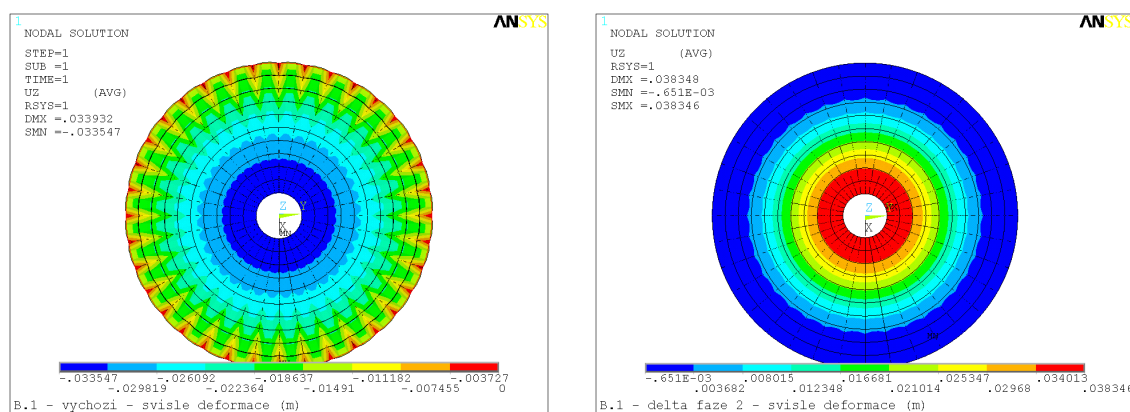 1
ANSYS
NODAL SOLUTION
STEP=1
SUB =1
TIME=1
UZ (AVG)
RSYS=1
DMX =.033932
SMN =-.033547
Z
Y
X
MN
-.033547
-.029819
-.026092
-.022364
-.018637
-.01491
-.011182
-.007455
-.003727
0
B.1 - vychozi - svisle deformace (m)
1
ANSYS
NODAL SOLUTION
UZ (AVG)
RSYS=1
DMX =.038348
SMN =-.651E-03
SMX =.038346
Z
X
-.651E-03
.003682
.008015
.012348
.016681
.021014
.025347
.02968
.034013
.038346
B.1 - delta faze 2 - svisle deformace (m)